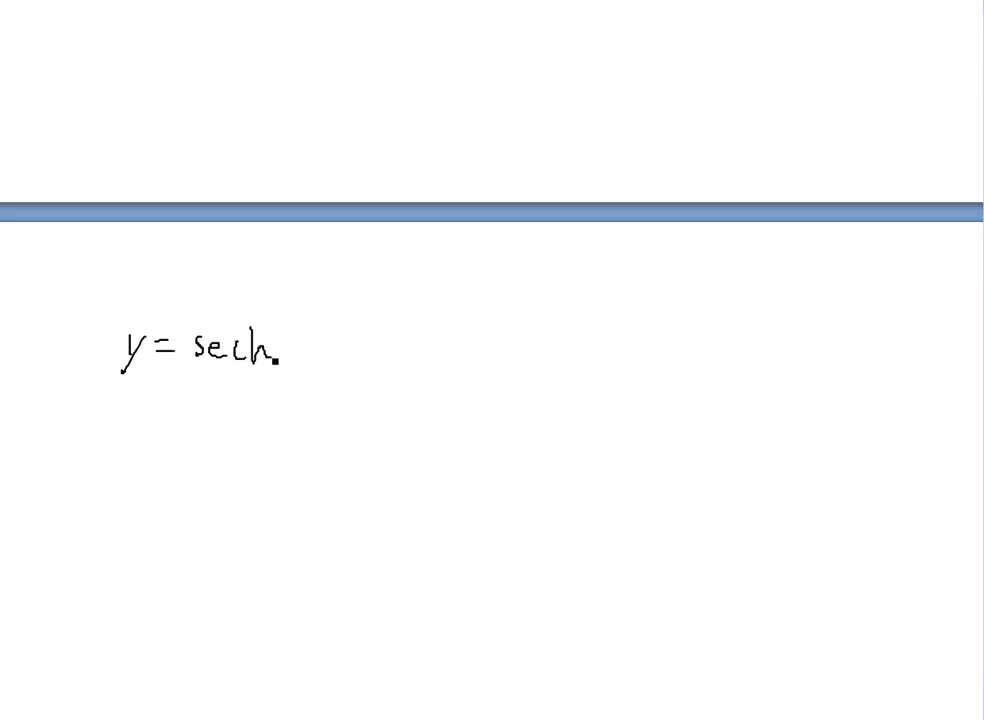 y = sech